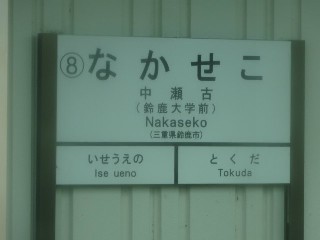 ⑧ なかせこ
中瀬古
(鈴鹿大学前)
Nakaseko
(三重県鈴鹿市)
いせうえの とくだ
Ise ueno Tokuda